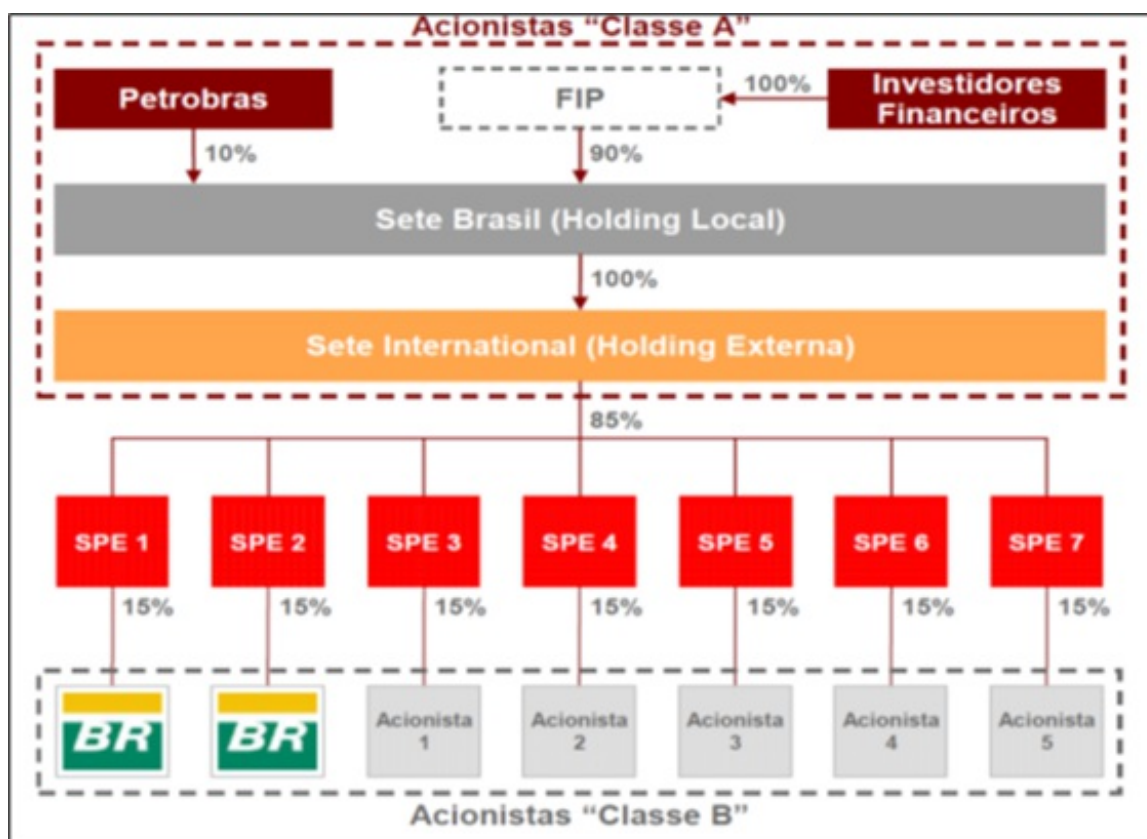 Acionistas “Classe A”
Petrobras
FIP
100%
Investidores
Financeiros
10%
90%
Sete Brasil (Holding Local)
100%
Sete International (Holding Externa)
85%
SPE 1
SPE 2
SPE 3
SPE 4
SPE 5
SPE 6
SPE 7
15%
15%
15%
15%
15%
15%
15%
BR
BR
Acionista
1
Acionista
2
Acionista
3
Acionista
4
Acionista
5
Acionistas “Classe B”